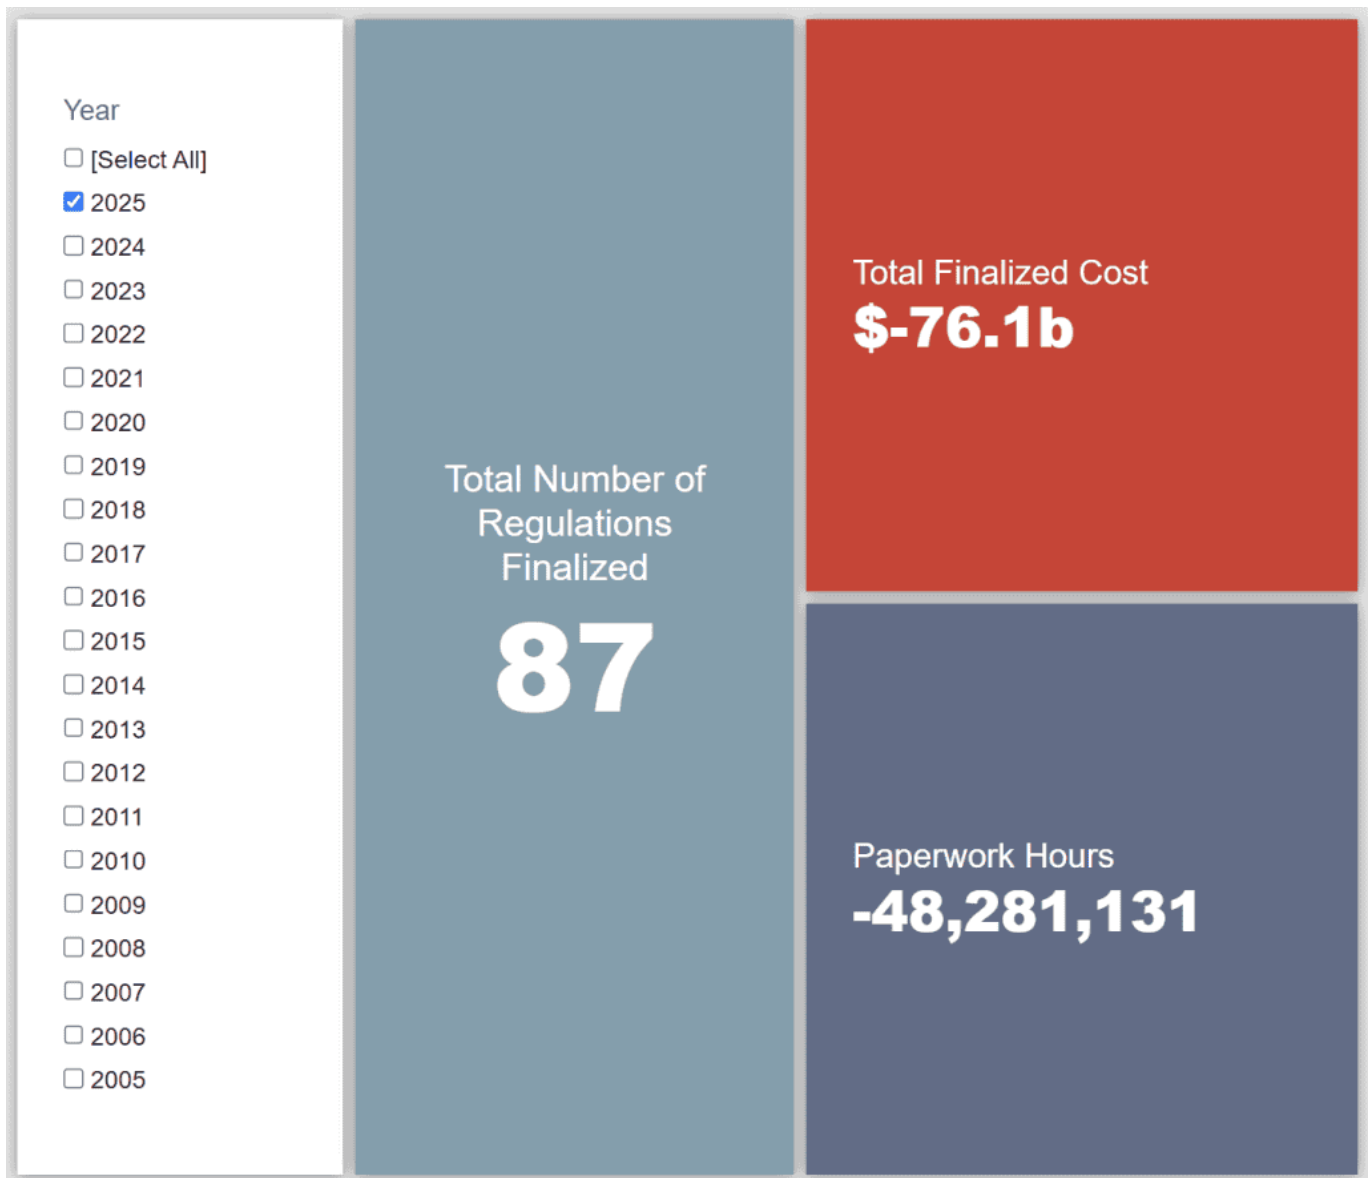 Year
[Select All]
2025
2024
2023
2022
2021
2020
2019
2018
2017
2016
2015
2014
2013
2012
2011
2010
2009
2008
2007
2006
2005
Total Number of
Regulations
Finalized
87
Total Finalized Cost
$-76.1b
Paperwork Hours
-48,281,131